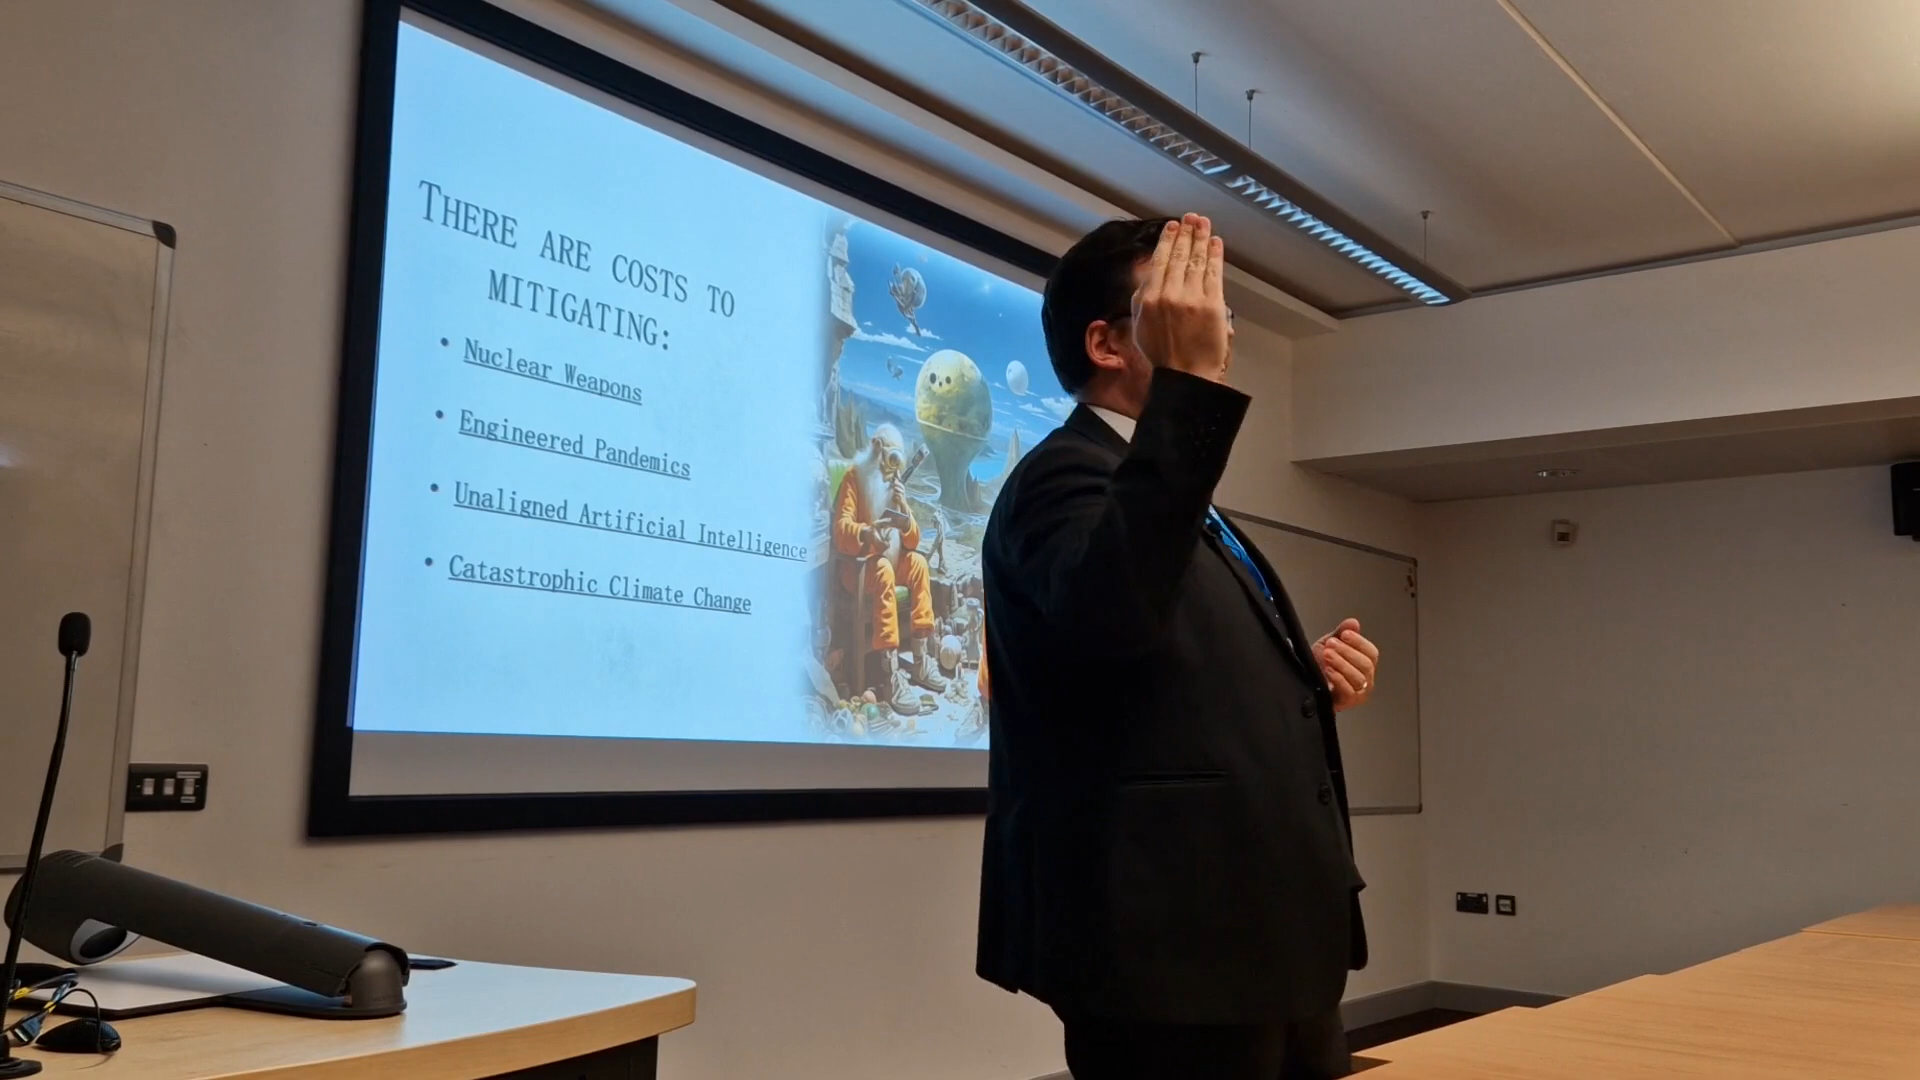 THERE ARE COSTS TO
MITIGATING:
• Nuclear Weapons
• Engineered Pandemics
• Unaligned Artificial Intelligence
• Catastrophic Climate Change